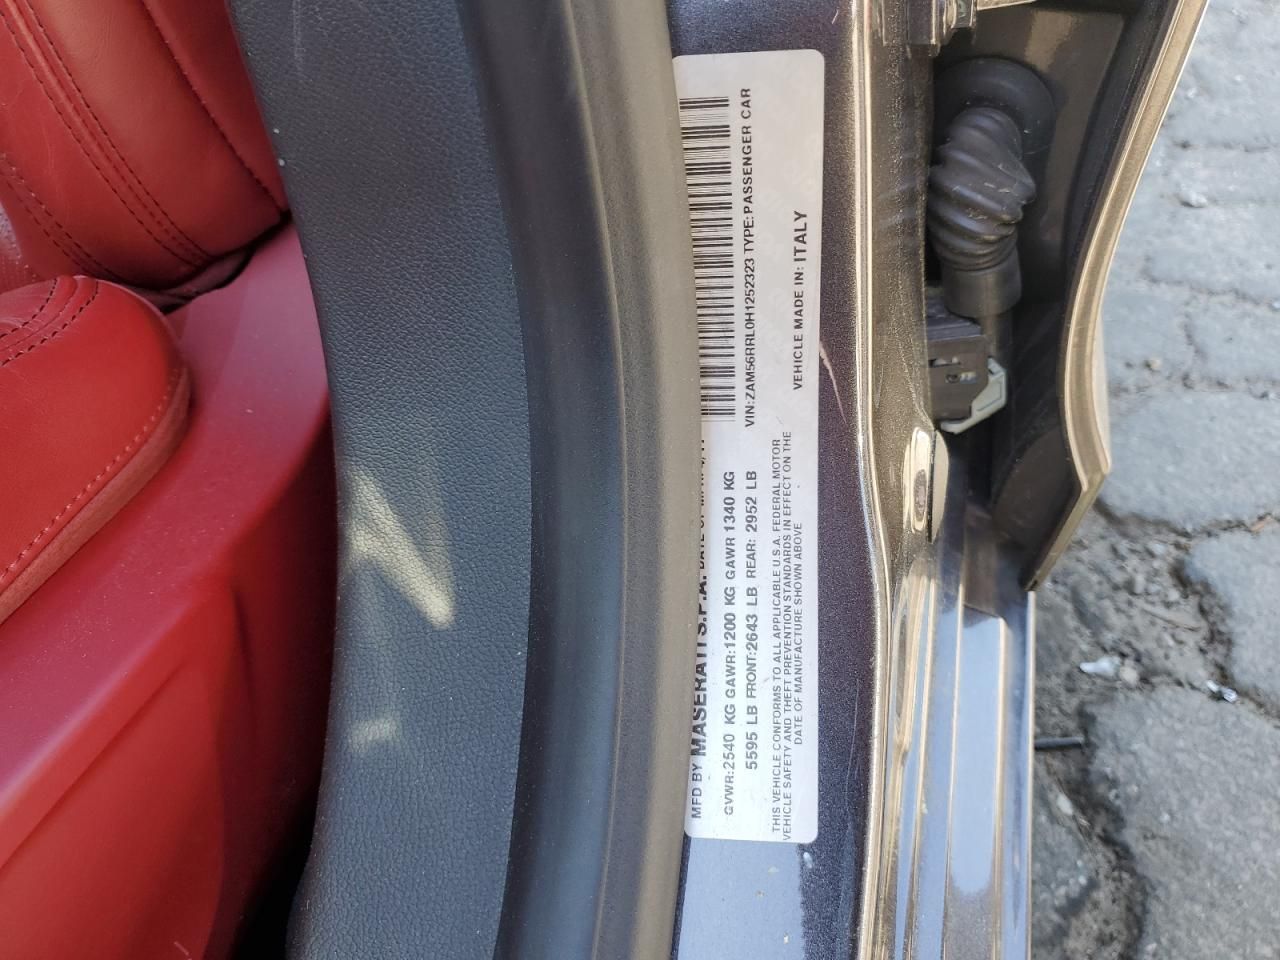 MFD BY MASERATI S.P.A. DATE OF
GVWR:2540 KG GAWR:1200 KG GAWR 1340 KG
5595 LB FRONT:2643 LB REAR: 2952 LB
THIS VEHICLE CONFORMS TO ALL APPLICABLE U.S.A. FEDERAL MOTOR
VEHICLE SAFETY AND THEFT PREVENTION STANDARDS IN EFFECT ON THE
DATE OF MANUFACTURE SHOWN ABOVE
VIN:ZAM56RRL0H1252323 TYPE:PASSENGER CAR
VEHICLE MADE IN: ITALY